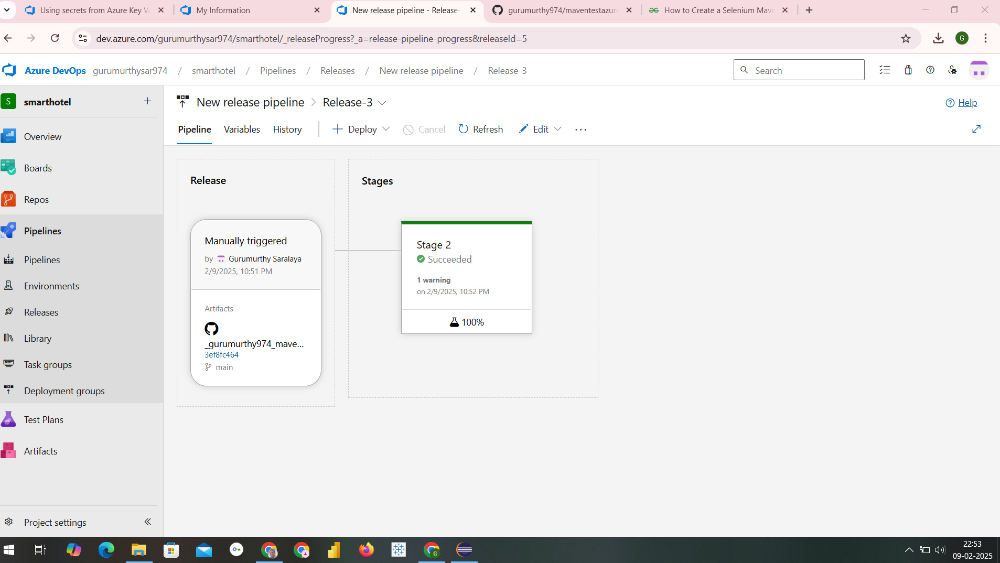 Using secrets from Azure Key Va
My Information
New release pipeline - Release-
gurumurthy974/maventestazure
How to Create a Selenium Mave
dev.azure.com/gurumurthysar974/smarthotel/_releaseProgress?_a=release-pipeline-progress&releaseId=5
G
Azure DevOps gurumurthysar974 / smarthotel / Pipelines / Releases / New release pipeline / Release-3
Search
S smarthotel
New release pipeline > Release-3
Help
Pipeline Variables History Deploy Cancel Refresh Edit ...
Overview
Boards
Repos
Pipelines
Pipelines
Environments
Releases
Library
Task groups
Deployment groups
Test Plans
Artifacts
Project settings
Release
Manually triggered
by Gurumurthy Saralaya
2/9/2025, 10:51 PM
Artifacts
_gurumurthy974_mave...
3ef8fc464
main
Stages
Stage 2
Succeeded
1 warning
on 2/9/2025, 10:52 PM
100%
22:53
09-02-2025